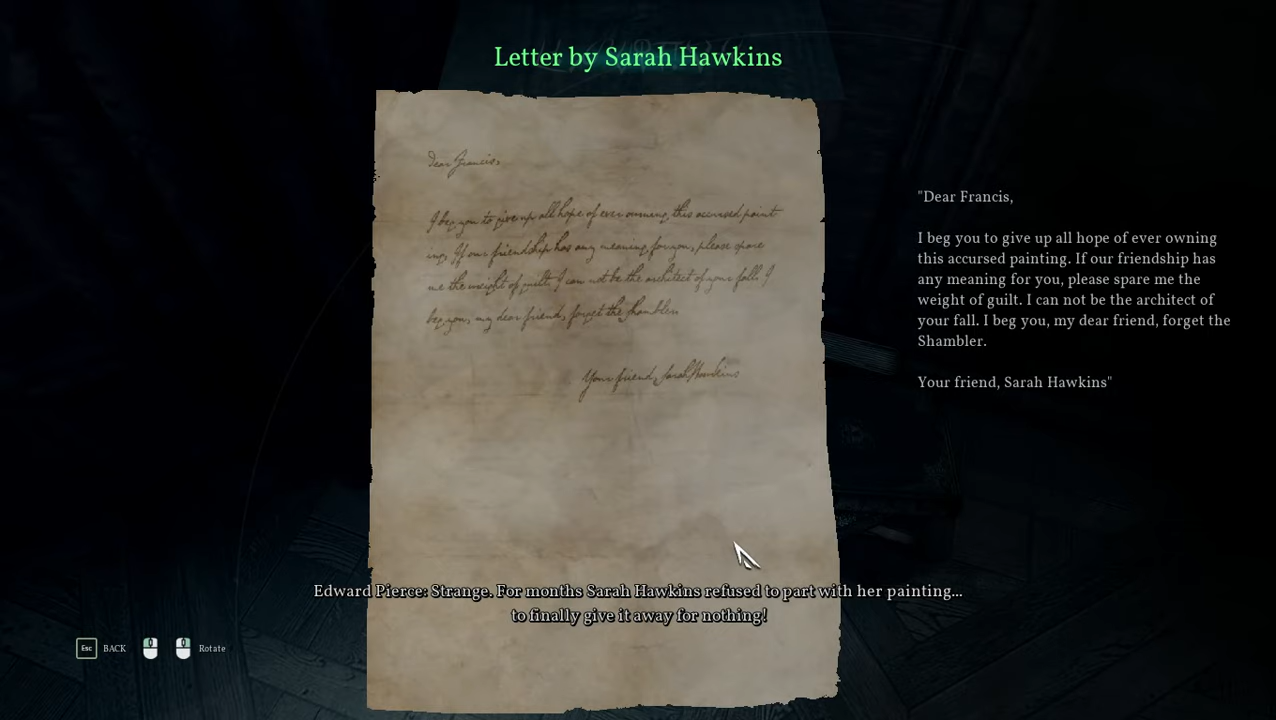 Letter by Sarah Hawkins
Dear Francis,
I beg you to give up all hope of ever owning this accursed paint
ing. If our friendship has any meaning for you, please spare
me the weight of guilt. I can not be the architect of your fall. I
beg you, my dear friend, forget the Shambler.
Your friend, Sarah Hawkins
"Dear Francis,
I beg you to give up all hope of ever owning
this accursed painting. If our friendship has
any meaning for you, please spare me the
weight of guilt. I can not be the architect of
your fall. I beg you, my dear friend, forget the
Shambler.
Your friend, Sarah Hawkins"
Edward Pierce: Strange. For months Sarah Hawkins refused to part with her painting...
to finally give it away for nothing!
Esc BACK Rotate